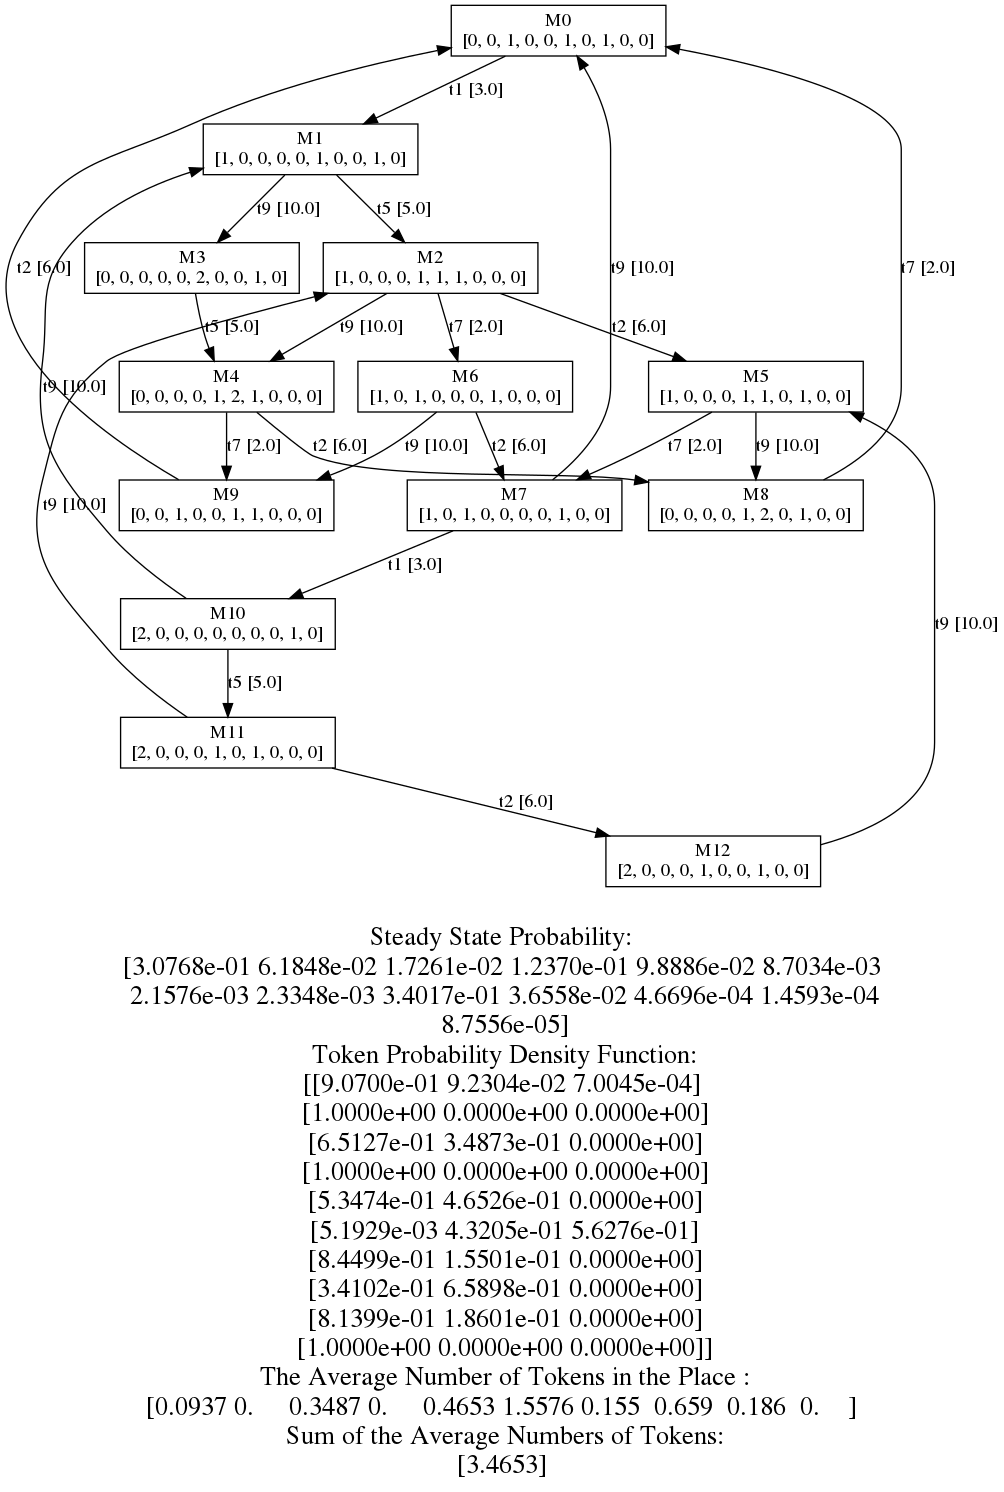 M0
[0, 0, 1, 0, 0, 1, 0, 1, 0, 0]
t1 [3.0]
M1
[1, 0, 0, 0, 0, 1, 0, 0, 1, 0]
t9 [10.0]
t5 [5.0]
M3
[0, 0, 0, 0, 0, 2, 0, 0, 1, 0]
M2
[1, 0, 0, 0, 1, 1, 1, 0, 0, 0]
t2 [6.0]
t9 [10.0]
t7 [2.0]
t5 [5.0]
t9 [10.0]
t7 [2.0]
t2 [6.0]
M4
[0, 0, 0, 0, 1, 2, 1, 0, 0, 0]
M6
[1, 0, 1, 0, 0, 0, 1, 0, 0, 0]
M5
[1, 0, 0, 0, 1, 1, 0, 1, 0, 0]
t9 [10.0]
t7 [2.0]
t2 [6.0]
t9 [10.0]
t2 [6.0]
t7 [2.0]
t9 [10.0]
M9
[0, 0, 1, 0, 0, 1, 1, 0, 0, 0]
M7
[1, 0, 1, 0, 0, 0, 0, 1, 0, 0]
M8
[0, 0, 0, 0, 1, 2, 0, 1, 0, 0]
t9 [10.0]
t1 [3.0]
M10
[2, 0, 0, 0, 0, 0, 0, 0, 1, 0]
t9 [10.0]
t5 [5.0]
M11
[2, 0, 0, 0, 1, 0, 1, 0, 0, 0]
t2 [6.0]
M12
[2, 0, 0, 0, 1, 0, 0, 1, 0, 0]
Steady State Probability:
[3.0768e-01 6.1848e-02 1.7261e-02 1.2370e-01 9.8886e-02 8.7034e-03
2.1576e-03 2.3348e-03 3.4017e-01 3.6558e-02 4.6696e-04 1.4593e-04
8.7556e-05]
Token Probability Density Function:
[[9.0700e-01 9.2304e-02 7.0045e-04]
[1.0000e+00 0.0000e+00 0.0000e+00]
[6.5127e-01 3.4873e-01 0.0000e+00]
[1.0000e+00 0.0000e+00 0.0000e+00]
[5.3474e-01 4.6526e-01 0.0000e+00]
[5.1929e-03 4.3205e-01 5.6276e-01]
[8.4499e-01 1.5501e-01 0.0000e+00]
[3.4102e-01 6.5898e-01 0.0000e+00]
[8.1399e-01 1.8601e-01 0.0000e+00]
[1.0000e+00 0.0000e+00 0.0000e+00]]
The Average Number of Tokens in the Place :
[0.0937 0. 0.3487 0. 0.4653 1.5576 0.155 0.659 0.186 0. ]
Sum of the Average Numbers of Tokens:
[3.4653]